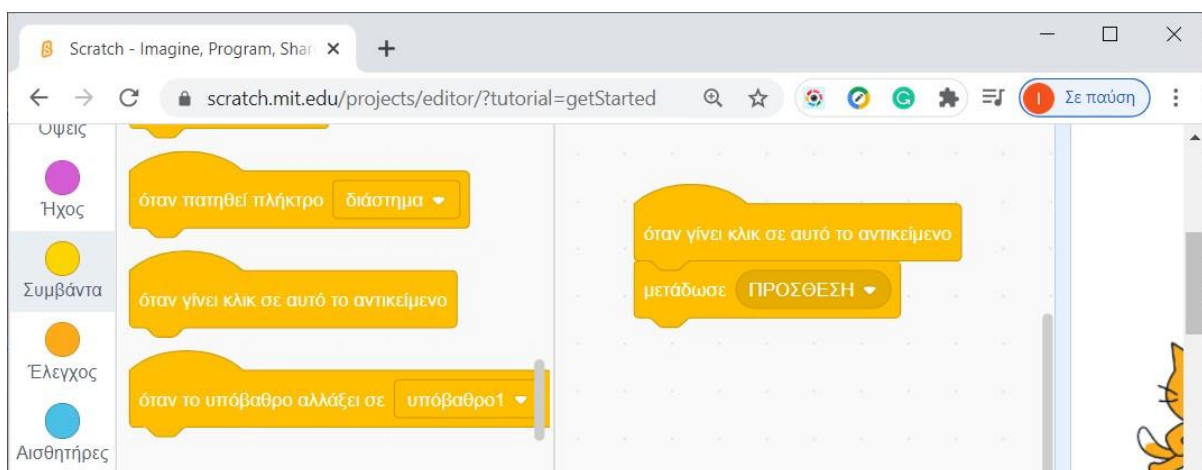 Scratch - Imagine, Program, Shar
scratch.mit.edu/projects/editor/?tutorial=getStarted
Σε παύση
Όψεις
Ήχος
Συμβάντα
Έλεγχος
Αισθητήρες
όταν πατηθεί πλήκτρο διάστημα
όταν γίνει κλικ σε αυτό το αντικείμενο
όταν το υπόβαθρο αλλάξει σε υπόβαθρο1
όταν γίνει κλικ σε αυτό το αντικείμενο
μετάδωσε ΠΡΟΣΘΕΣΗ